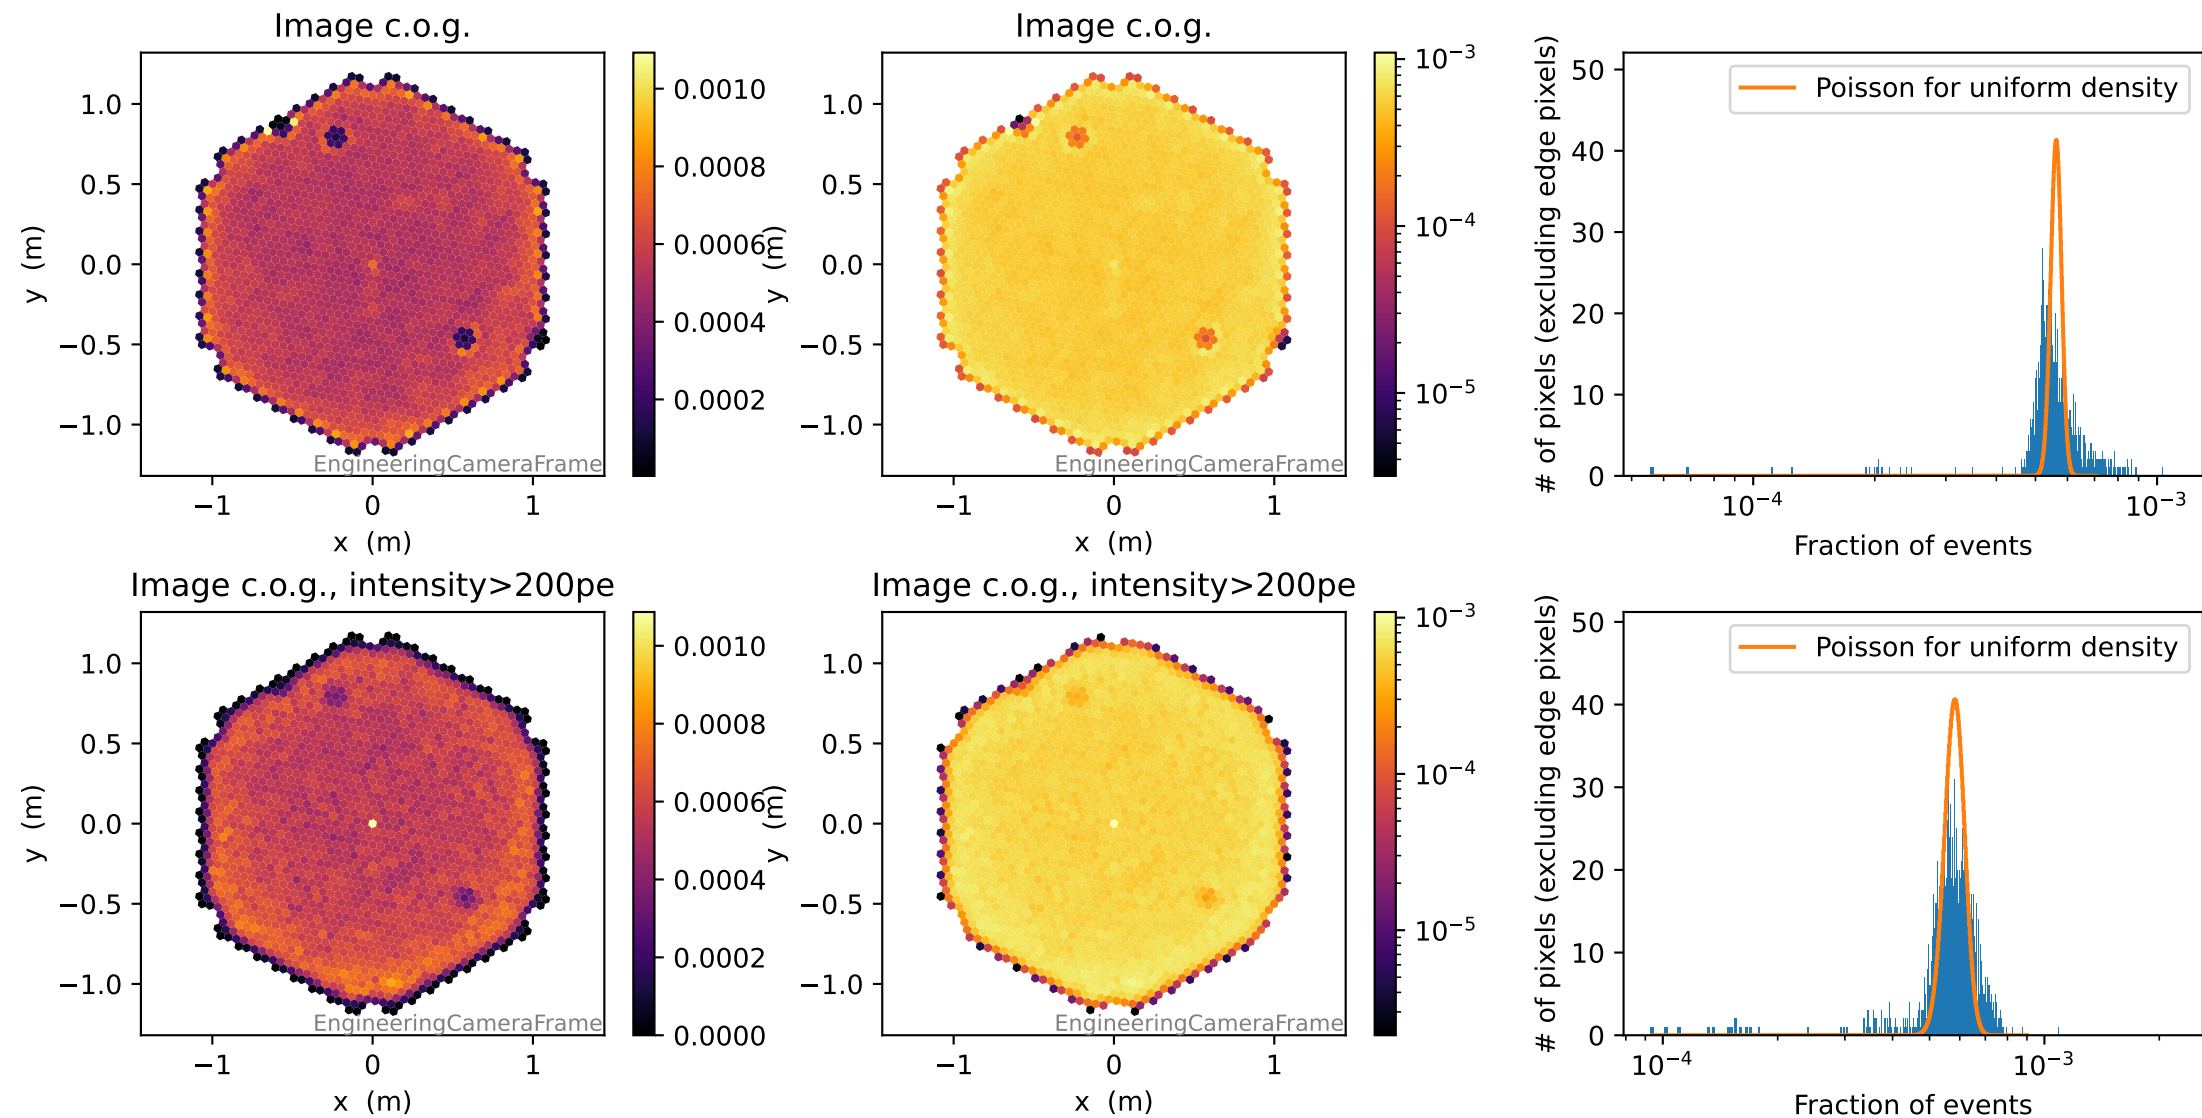 Image c.o.g.
1.0
0.5
0.0
−0.5
−1.0
y (m)
−1
0
1
x (m)
EngineeringCameraFrame
0.0010
0.0008
0.0006
0.0004
0.0002
Image c.o.g.
1.0
0.5
0.0
−0.5
−1.0
y (m)
−1
0
1
x (m)
EngineeringCameraFrame
10⁻³
10⁻⁴
10⁻⁵
# of pixels (excluding edge pixels)
50
40
30
20
10
0
Poisson for uniform density
10⁻⁴
10⁻³
Fraction of events
Image c.o.g., intensity>200pe
1.0
0.5
0.0
−0.5
−1.0
y (m)
−1
0
1
x (m)
EngineeringCameraFrame
0.0010
0.0008
0.0006
0.0004
0.0002
0.0000
Image c.o.g., intensity>200pe
1.0
0.5
0.0
−0.5
−1.0
y (m)
−1
0
1
x (m)
EngineeringCameraFrame
10⁻³
10⁻⁴
10⁻⁵
# of pixels (excluding edge pixels)
50
40
30
20
10
0
Poisson for uniform density
10⁻⁴
10⁻³
Fraction of events